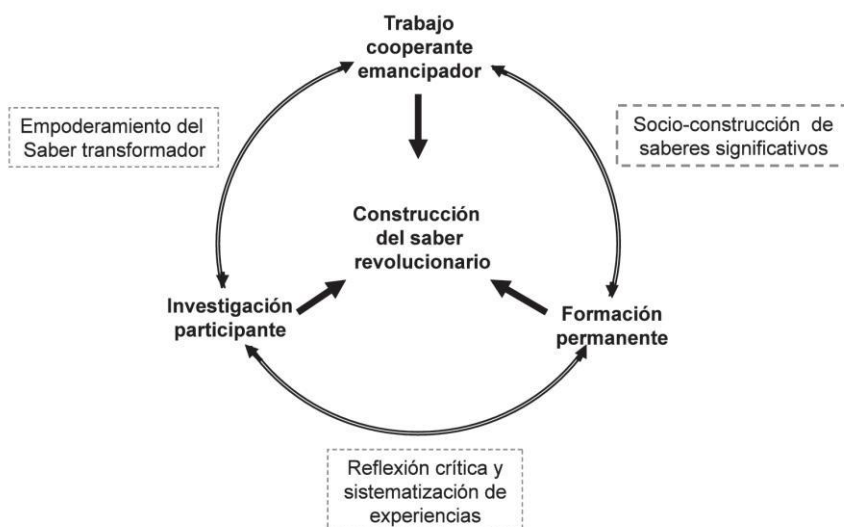 Trabajo
cooperante
emancipador
Empoderamiento del
Saber transformador
Socio-construcción de
saberes significativos
Construcción
del saber
revolucionario
Investigación
participante
Formación
permanente
Reflexión crítica y
sistematización de
experiencias